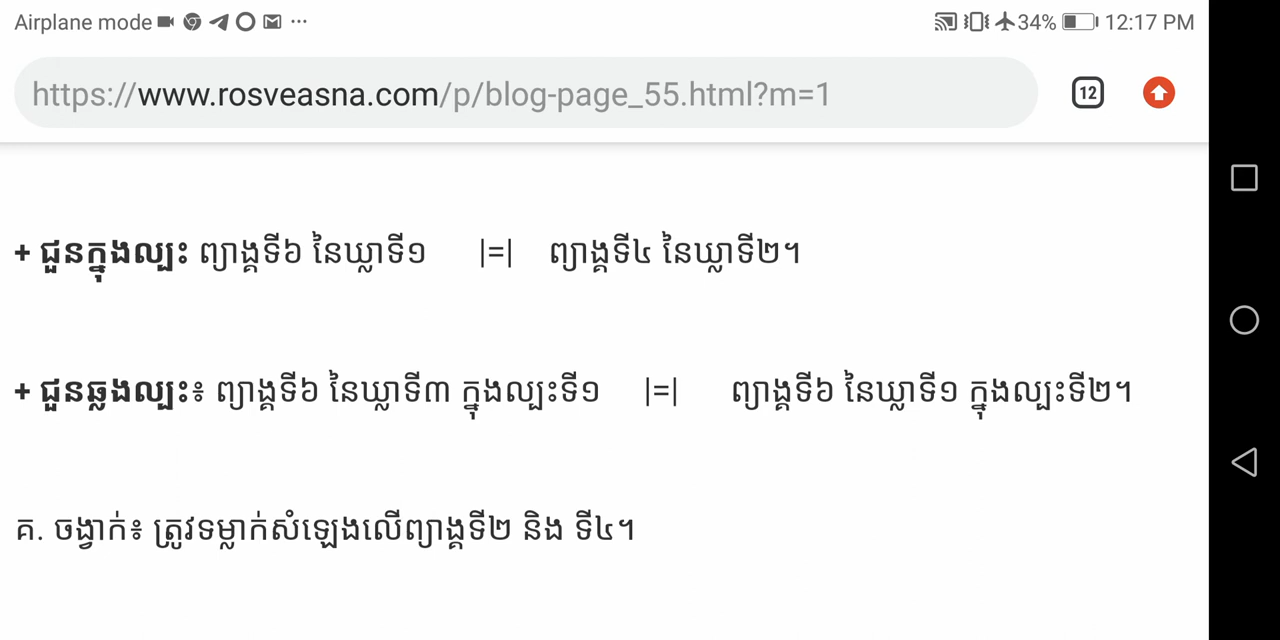 Airplane mode 34% 12:17 PM
https://www.rosveasna.com/p/blog-page_55.html?m=1 12
+ ជួនក្នុងល្បះ ព្យាង្គទី៦ នៃឃ្លាទី១ |=| ព្យាង្គទី៤ នៃឃ្លាទី២។
+ ជួនឆ្លងល្បះ៖ ព្យាង្គទី៦ នៃឃ្លាទី៣ ក្នុងល្បះទី១ |=| ព្យាង្គទី៦ នៃឃ្លាទី១ ក្នុងល្បះទី២។
គ. ចង្វាក់៖ ត្រូវទម្លាក់សំឡេងលើព្យាង្គទី២ និង ទី៤។